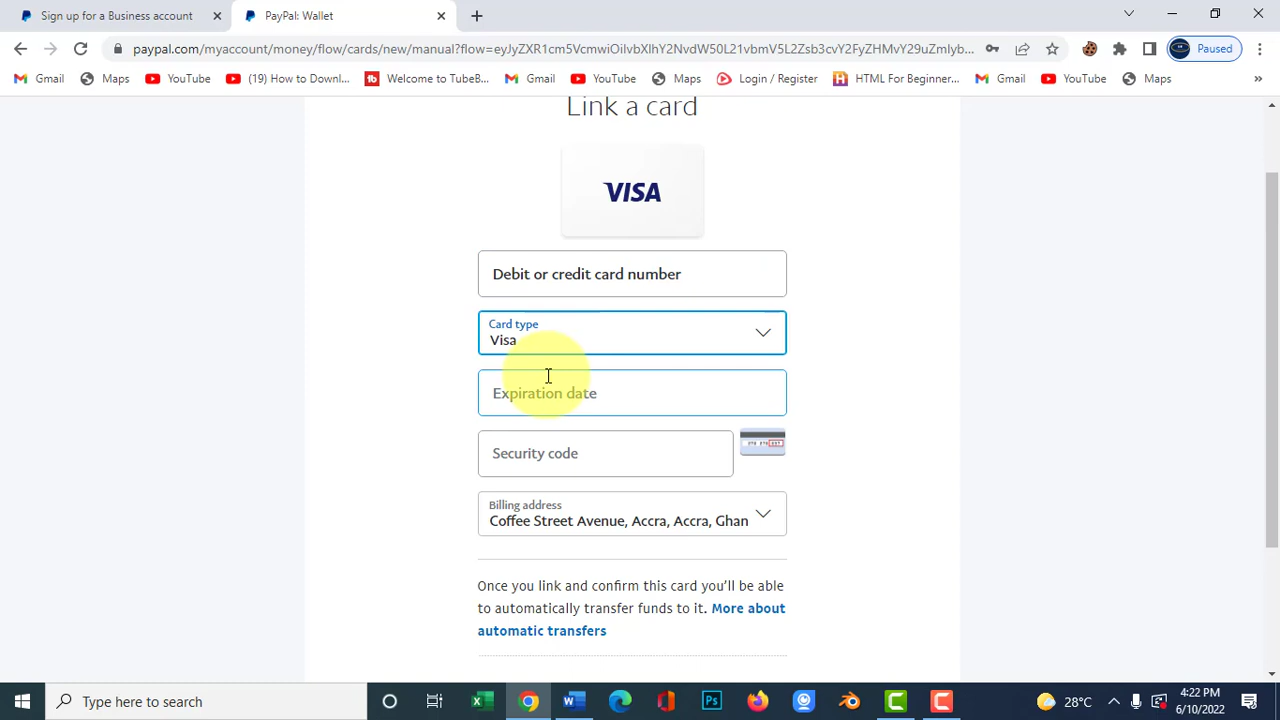 Sign up for a Business account
PayPal: Wallet
paypal.com/myaccount/money/flow/cards/new/manual?flow=eyJyZXR1cm5VcmwiOilvbXlhY2NvdW50L21vbmV5L2Zsb3cvY2FyZHMvY29uZmlyb...
Paused
Gmail
Maps
YouTube
(19) How to Downl...
Welcome to TubeB...
Gmail
YouTube
Maps
Login / Register
HTML For Beginner...
Gmail
YouTube
Maps
Link a card
VISA
Debit or credit card number
Card type
Visa
Expiration date
Security code
Billing address
Coffee Street Avenue, Accra, Accra, Ghan
Once you link and confirm this card you'll be able
to automatically transfer funds to it. More about
automatic transfers
Type here to search
28°C
4:22 PM
6/10/2022